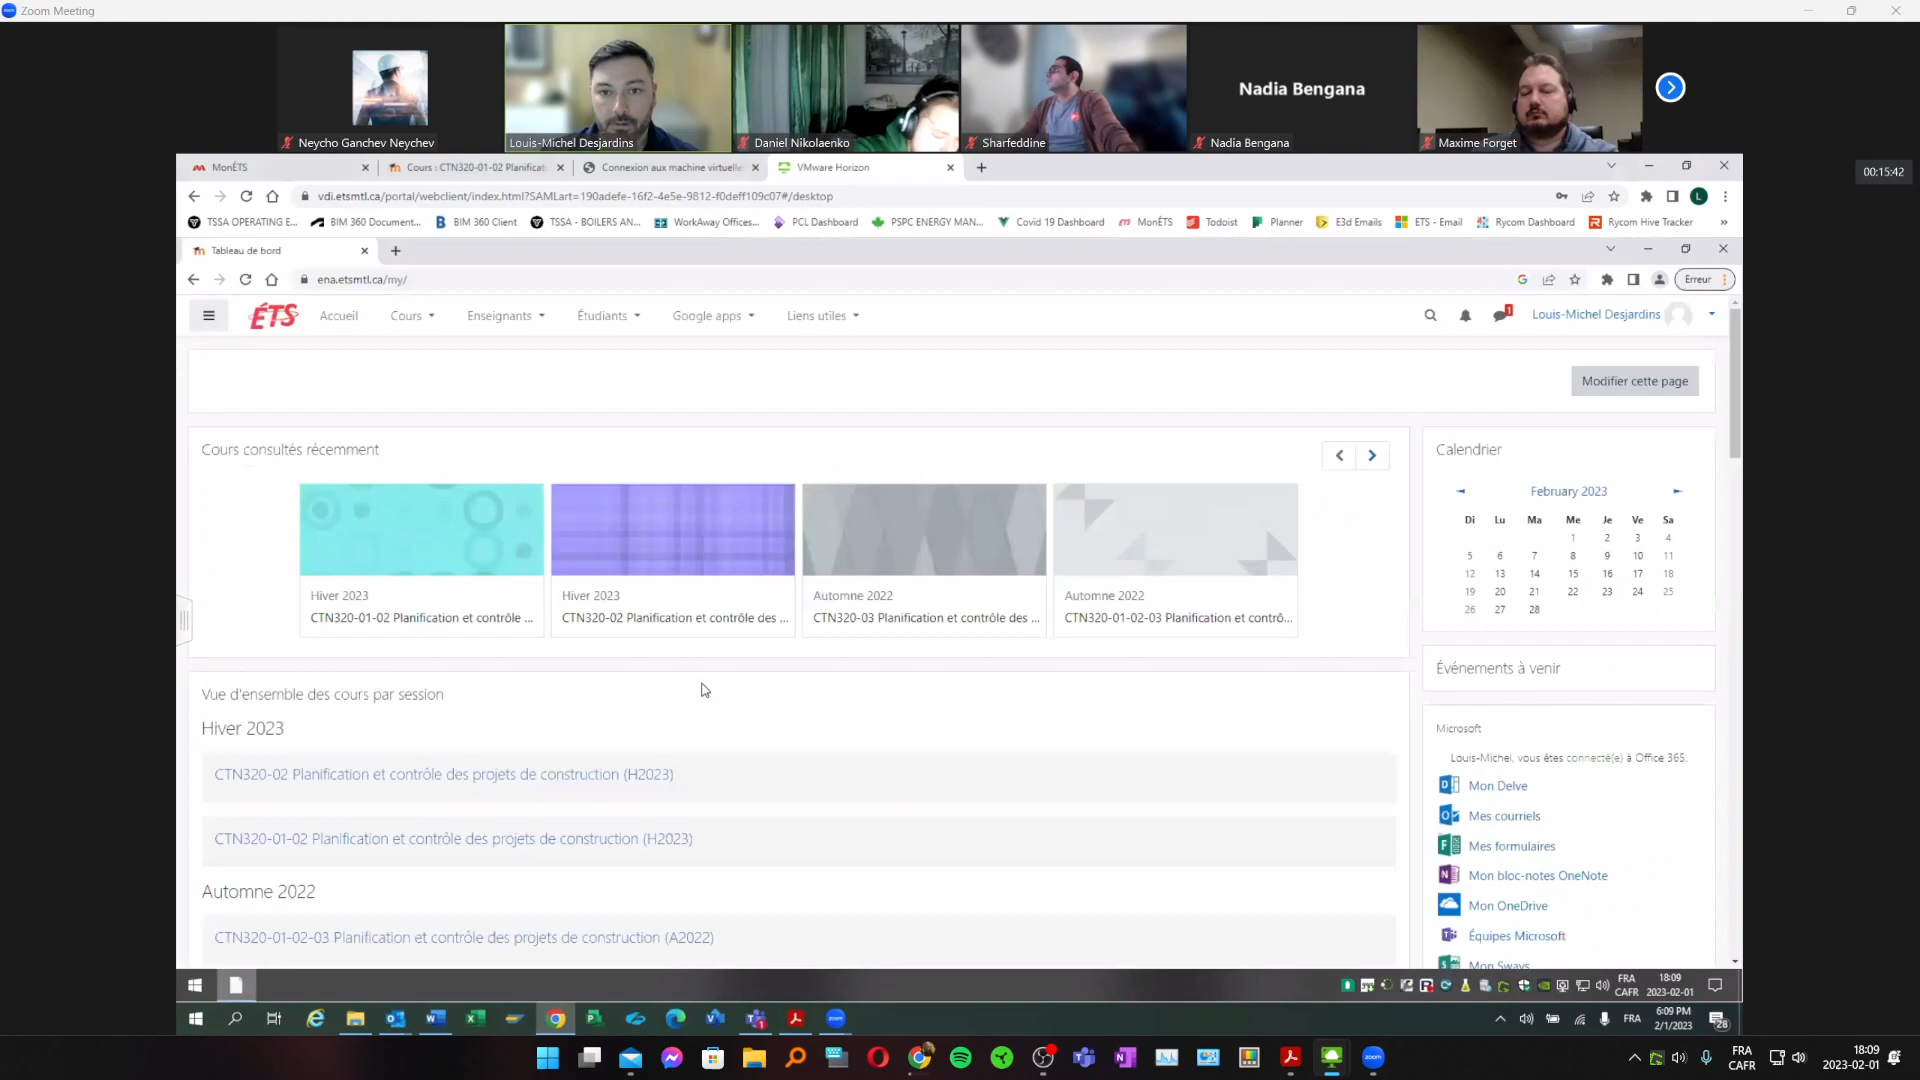 Zoom Meeting
Neycho Ganchev Neychev
Louis-Michel Desjardins
Daniel Nikolaenko
Sharfeddine
Nadia Bengana
Nadia Bengana
Maxime Forget
00:15:42
MonÉTS
Cours : CTN320-01-02 Planificat
Connexion aux machine virtuelle
VMware Horizon
vdi.etsmtl.ca/portal/webclient/index.html?SAMLart=190adefe-16f2-4e5e-9812-f0deff109c07#/desktop
L
TSSA OPERATING E...
BIM 360 Document...
BIM 360 Client
TSSA - BOILERS AN...
WorkAway Offices...
PCL Dashboard
PSPC ENERGY MAN...
Covid 19 Dashboard
MonÉTS
Todoist
Planner
E3d Emails
ETS - Email
Rycom Dashboard
Rycom Hive Tracker
Tableau de bord
ena.etsmtl.ca/my/
Erreur
ÉTS
Accueil
Cours
Enseignants
Étudiants
Google apps
Liens utiles
1
Louis-Michel Desjardins
Modifier cette page
Cours consultés récemment
Hiver 2023
CTN320-01-02 Planification et contrôle ...
Hiver 2023
CTN320-02 Planification et contrôle des ...
Automne 2022
CTN320-03 Planification et contrôle des ...
Automne 2022
CTN320-01-02-03 Planification et contrô...
Calendrier
February 2023
Di Lu Ma Me Je Ve Sa
1 2 3 4
5 6 7 8 9 10 11
12 13 14 15 16 17 18
19 20 21 22 23 24 25
26 27 28
Événements à venir
Vue d'ensemble des cours par session
Hiver 2023
CTN320-02 Planification et contrôle des projets de construction (H2023)
CTN320-01-02 Planification et contrôle des projets de construction (H2023)
Automne 2022
CTN320-01-02-03 Planification et contrôle des projets de construction (A2022)
Microsoft
Louis-Michel, vous êtes connecté(e) à Office 365.
Mon Delve
Mes courriels
Mes formulaires
Mon bloc-notes OneNote
Mon OneDrive
Équipes Microsoft
Mon Sways
FRA
CAFR
18:09
2023-02-01
FRA
6:09 PM
2/1/2023
28
FRA
CAFR
18:09
2023-02-01